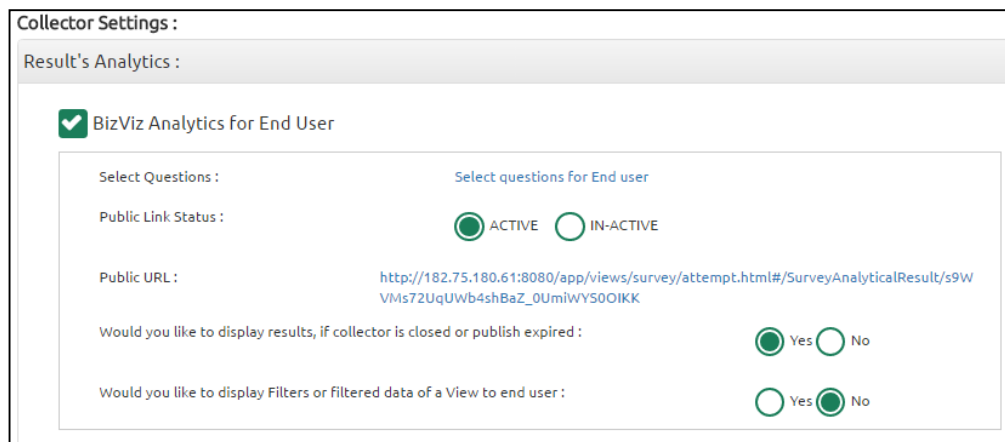 Collector Settings :
Result's Analytics :
BizViz Analytics for End User
Select Questions : Select questions for End user
Public Link Status : ACTIVE IN-ACTIVE
Public URL : http://182.75.180.61:8080/app/views/survey/attempt.html#/SurveyAnalyticalResult/s9W
VMs72UqUWb4shBaZ_0UmiWYS0OIKK
Would you like to display results, if collector is closed or publish expired : Yes No
Would you like to display Filters or filtered data of a View to end user : Yes No